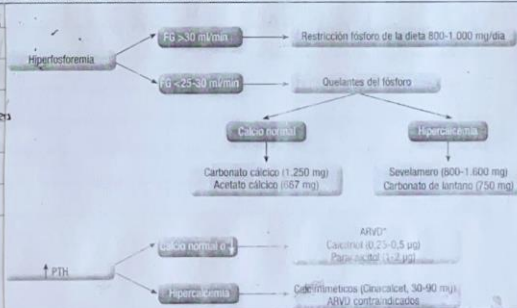 FG >30 ml/min
Restricción fósforo de la dieta 800-1.000 mg/día
Hiperfosforemia
FG <25-30 ml/min
Quelantes del fósforo
Calcio normal
Hipercalcemia
Carbonato cálcico (1.250 mg)
Acetato cálcico (667 mg)
Sevelamero (800-1.600 mg)
Carbonato de lantano (750 mg)
ARVD*
Calcitriol (0,25-0,5 µg)
Paricalcitol (1-2 µg)
Calcio normal o ↓
↑ PTH
Hipercalcemia
Calcimiméticos (Cinacalcet, 30-90 mg)
ARVD contraindicados